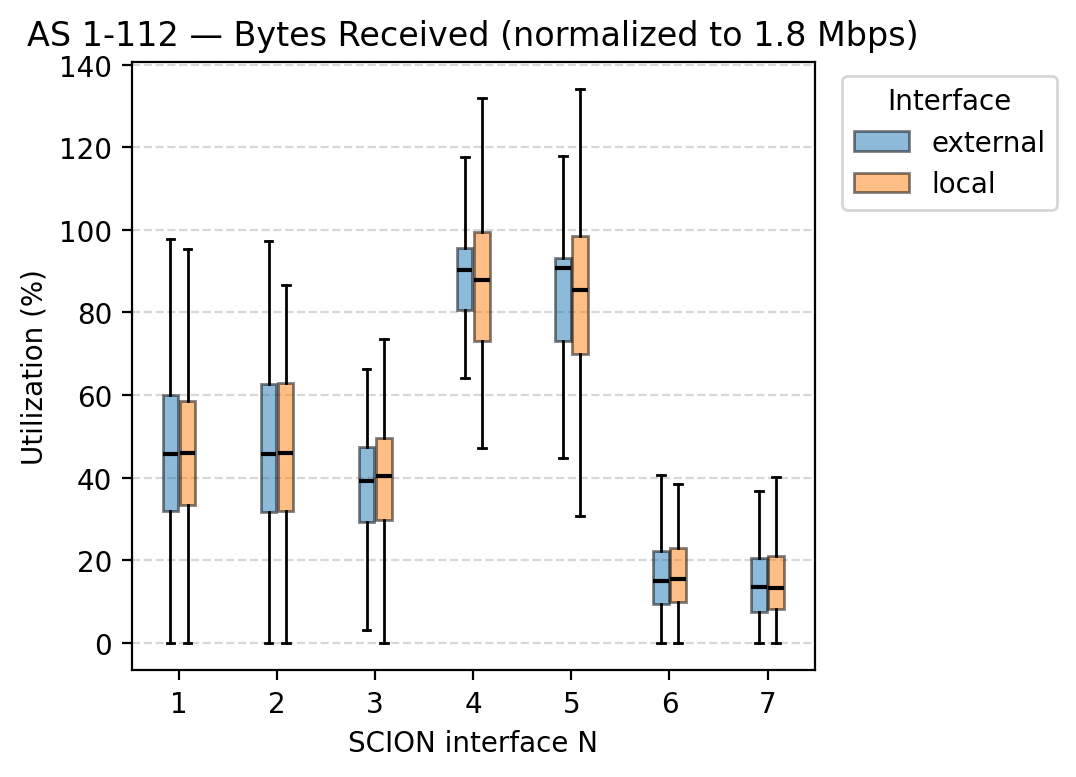 AS 1-112 — Bytes Received (normalized to 1.8 Mbps)
140
120
100
80
60
40
20
0
Utilization (%)
1 2 3 4 5 6 7
SCION interface N
Interface
external
local